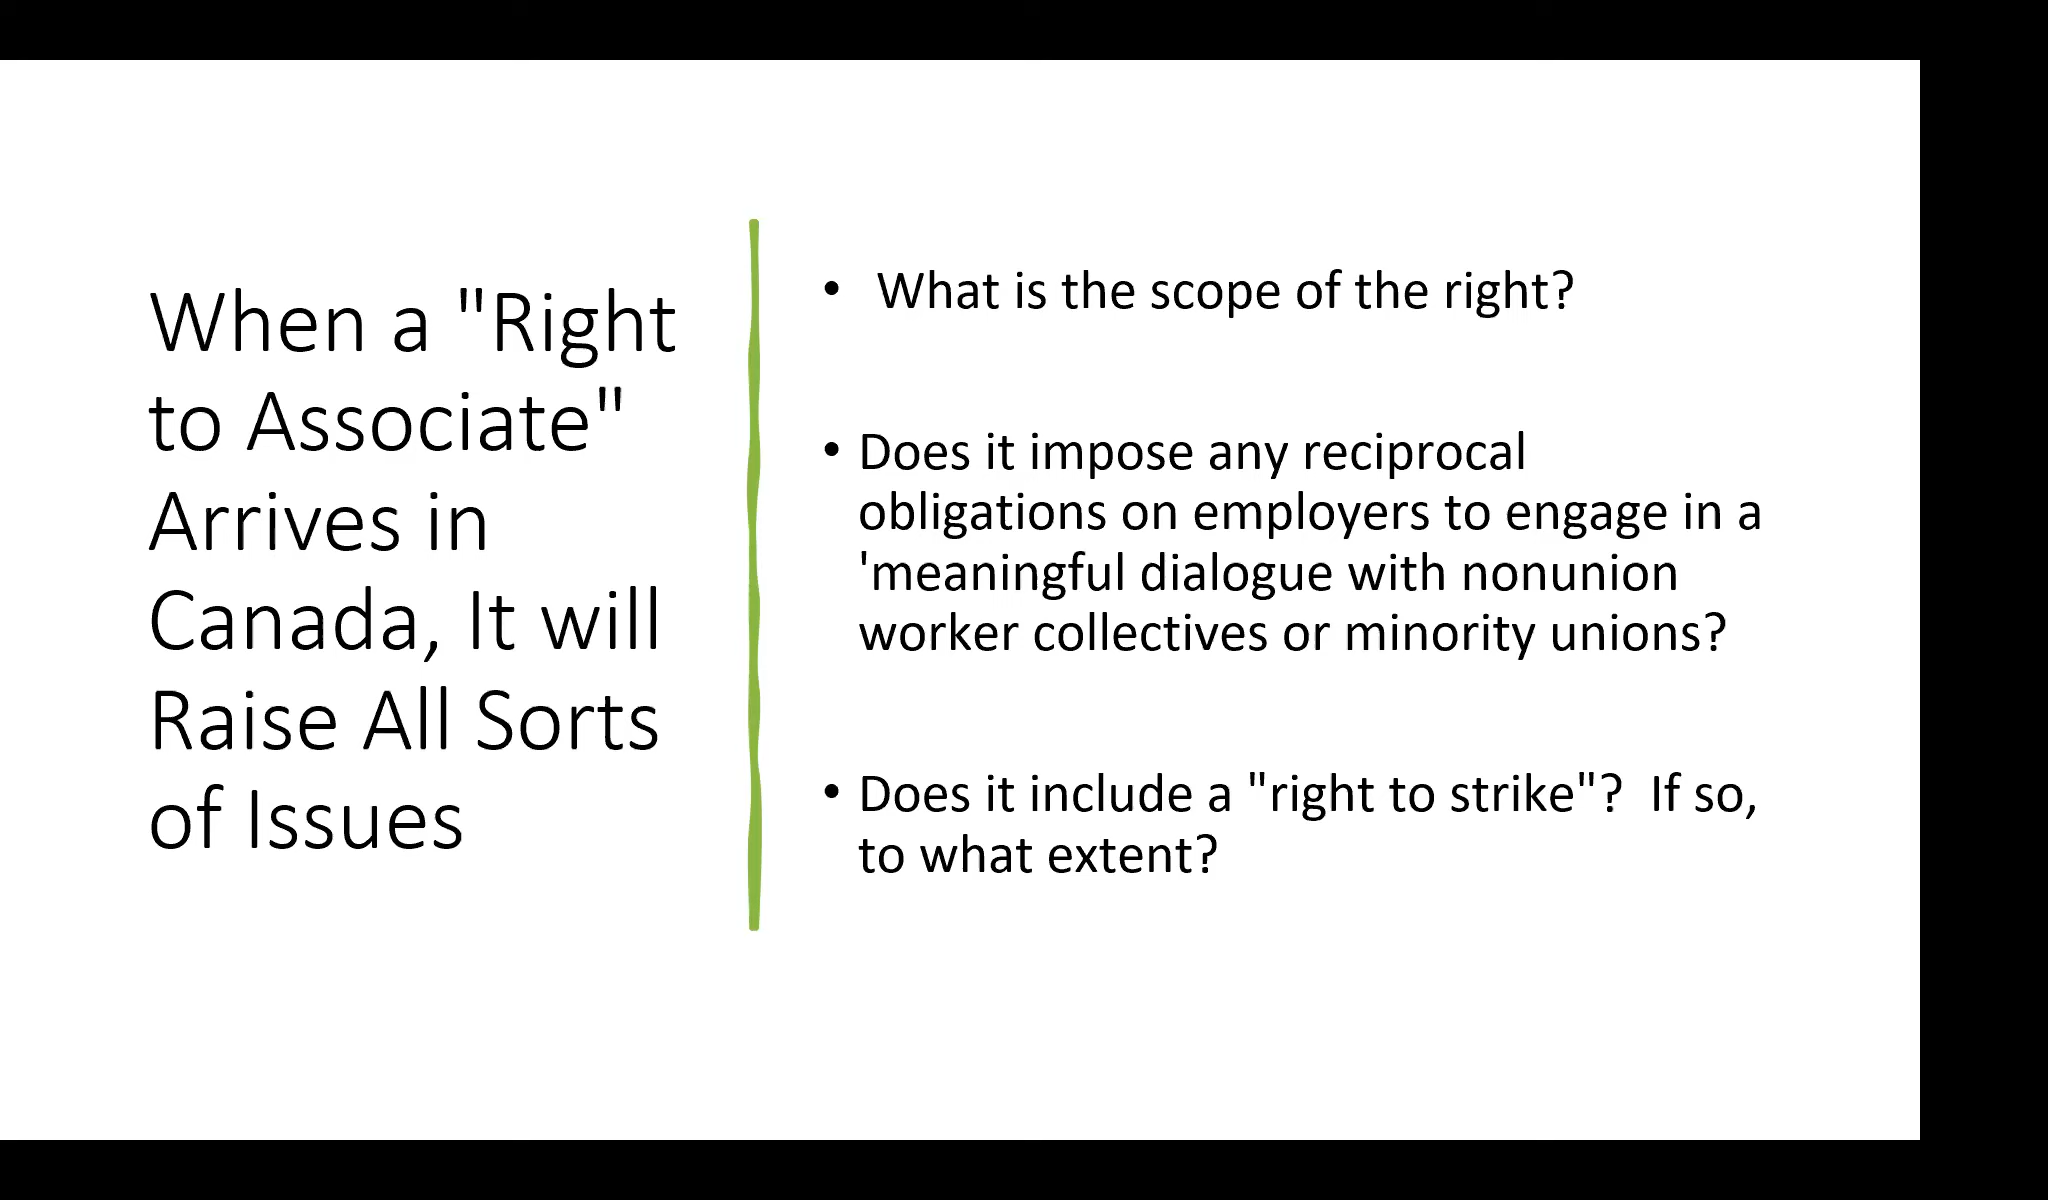 When a "Right
to Associate"
Arrives in
Canada, It will
Raise All Sorts
of Issues
• What is the scope of the right?
• Does it impose any reciprocal
obligations on employers to engage in a
'meaningful dialogue with nonunion
worker collectives or minority unions?
• Does it include a "right to strike"?  If so,
to what extent?